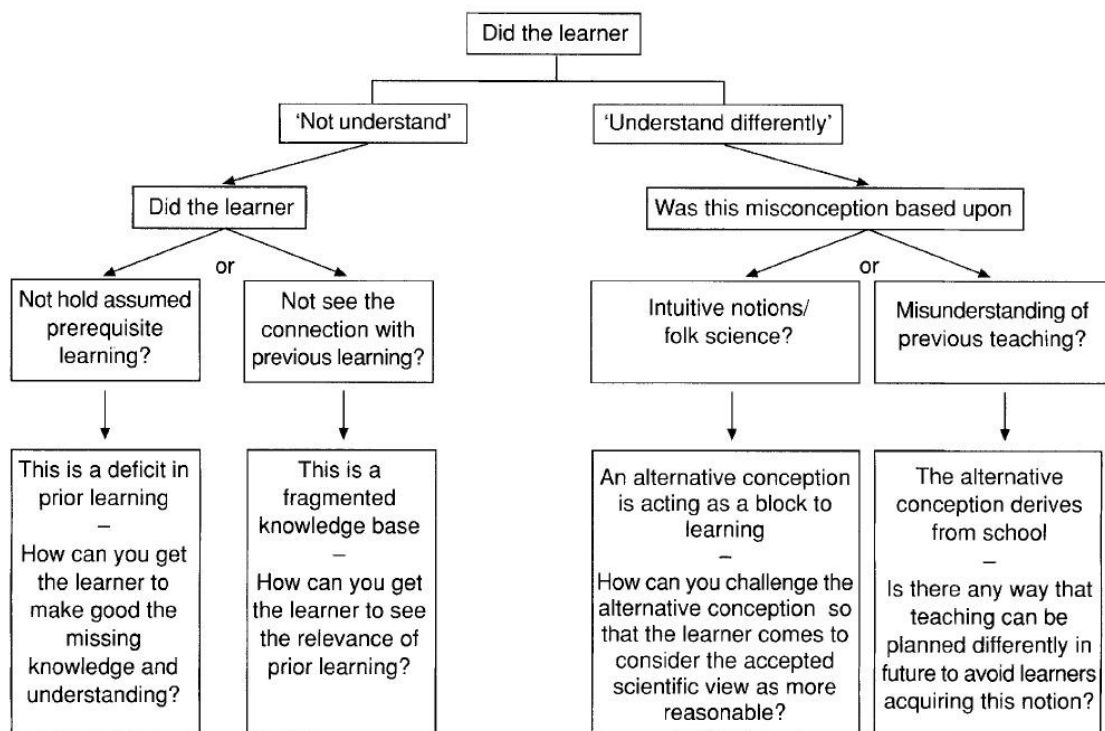 Did the learner
'Not understand'
'Understand differently'
Did the learner
Was this misconception based upon
or
or
Not hold assumed
prerequisite
learning?
Not see the
connection with
previous learning?
Intuitive notions/
folk science?
Misunderstanding of
previous teaching?
This is a deficit in
prior learning
–
How can you get
the learner to
make good the
missing
knowledge and
understanding?
This is a
fragmented
knowledge base
–
How can you get
the learner to see
the relevance of
prior learning?
An alternative conception
is acting as a block to
learning
–
How can you challenge the
alternative conception so
that the learner comes to
consider the accepted
scientific view as more
reasonable?
The alternative
conception derives
from school
–
Is there any way that
teaching can be
planned differently in
future to avoid learners
acquiring this notion?